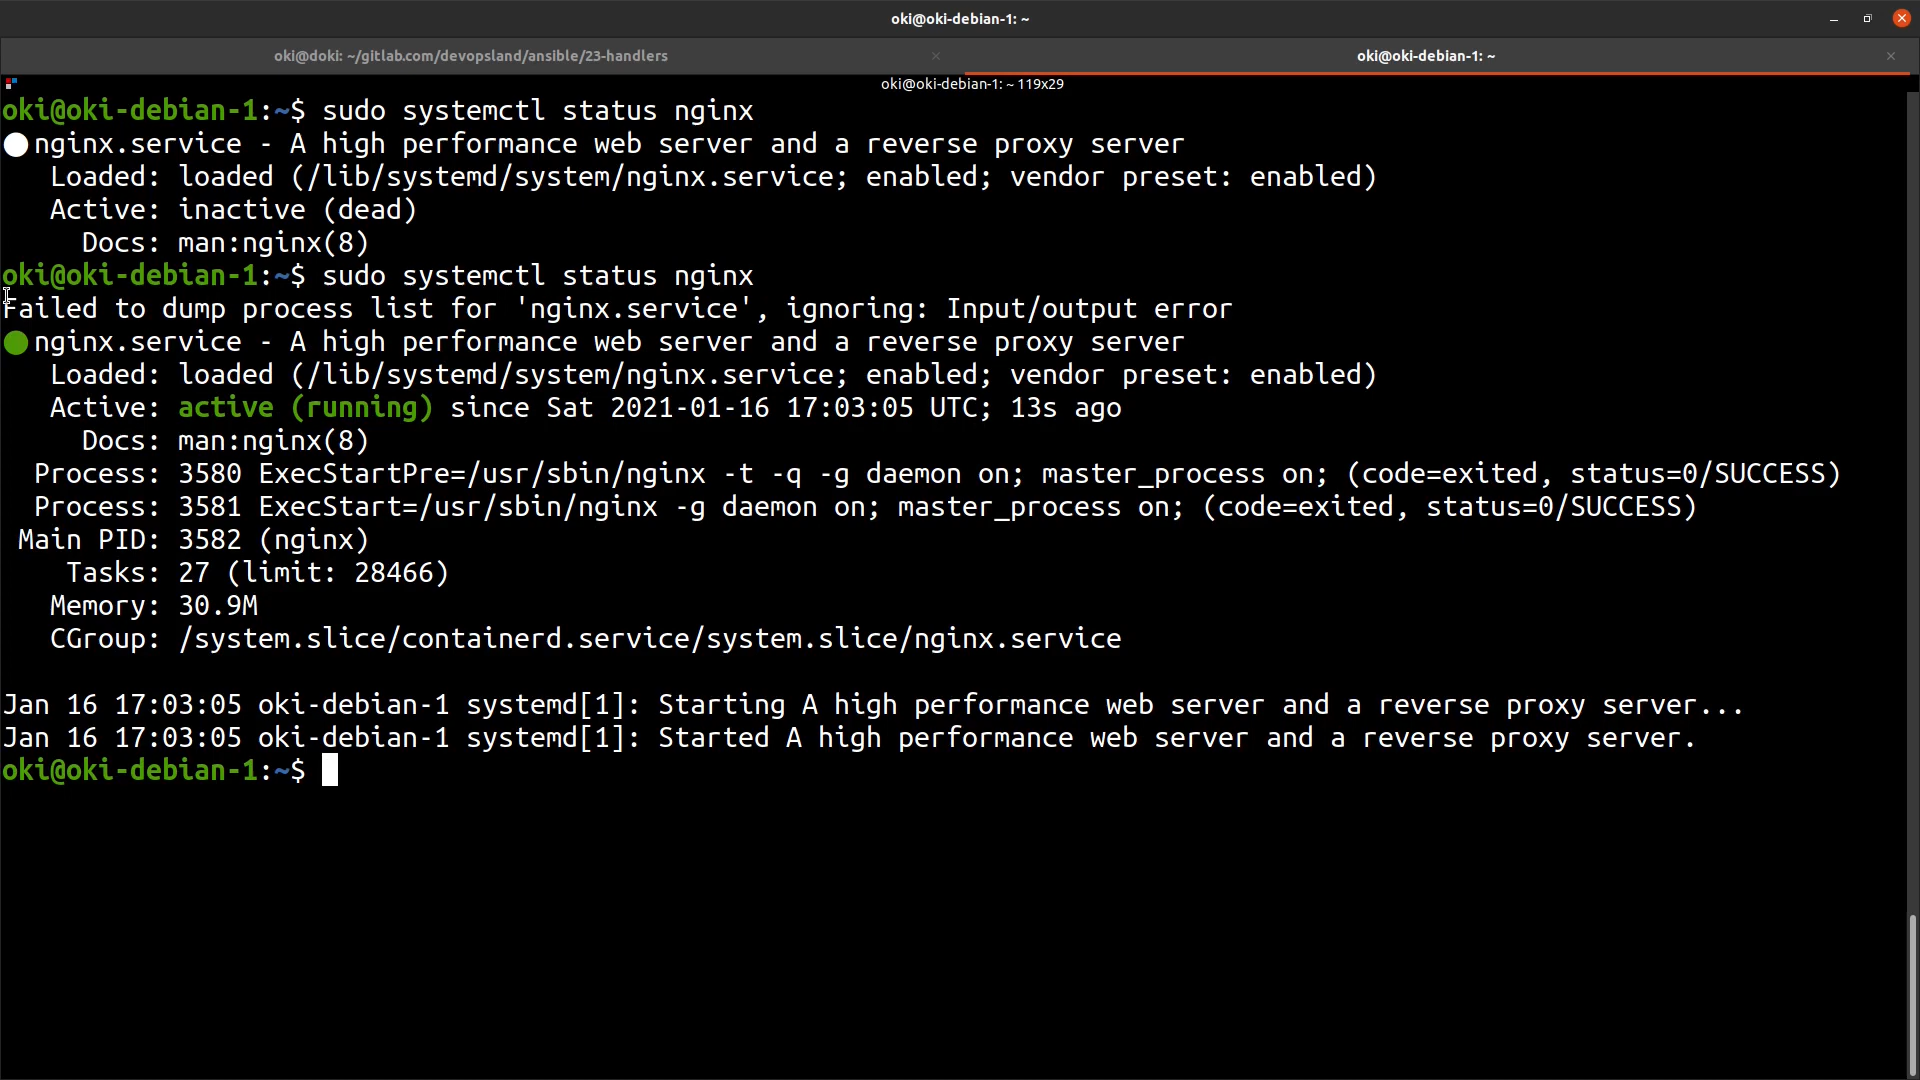 oki@oki-debian-1: ~
oki@doki: ~/gitlab.com/devopsland/ansible/23-handlers
oki@oki-debian-1: ~
oki@oki-debian-1: ~ 119x29
oki@oki-debian-1:~$ sudo systemctl status nginx
● nginx.service - A high performance web server and a reverse proxy server
   Loaded: loaded (/lib/systemd/system/nginx.service; enabled; vendor preset: enabled)
   Active: inactive (dead)
     Docs: man:nginx(8)
oki@oki-debian-1:~$ sudo systemctl status nginx
Failed to dump process list for 'nginx.service', ignoring: Input/output error
● nginx.service - A high performance web server and a reverse proxy server
   Loaded: loaded (/lib/systemd/system/nginx.service; enabled; vendor preset: enabled)
   Active: active (running) since Sat 2021-01-16 17:03:05 UTC; 13s ago
     Docs: man:nginx(8)
  Process: 3580 ExecStartPre=/usr/sbin/nginx -t -q -g daemon on; master_process on; (code=exited, status=0/SUCCESS)
  Process: 3581 ExecStart=/usr/sbin/nginx -g daemon on; master_process on; (code=exited, status=0/SUCCESS)
 Main PID: 3582 (nginx)
    Tasks: 27 (limit: 28466)
   Memory: 30.9M
   CGroup: /system.slice/containerd.service/system.slice/nginx.service
Jan 16 17:03:05 oki-debian-1 systemd[1]: Starting A high performance web server and a reverse proxy server...
Jan 16 17:03:05 oki-debian-1 systemd[1]: Started A high performance web server and a reverse proxy server.
oki@oki-debian-1:~$